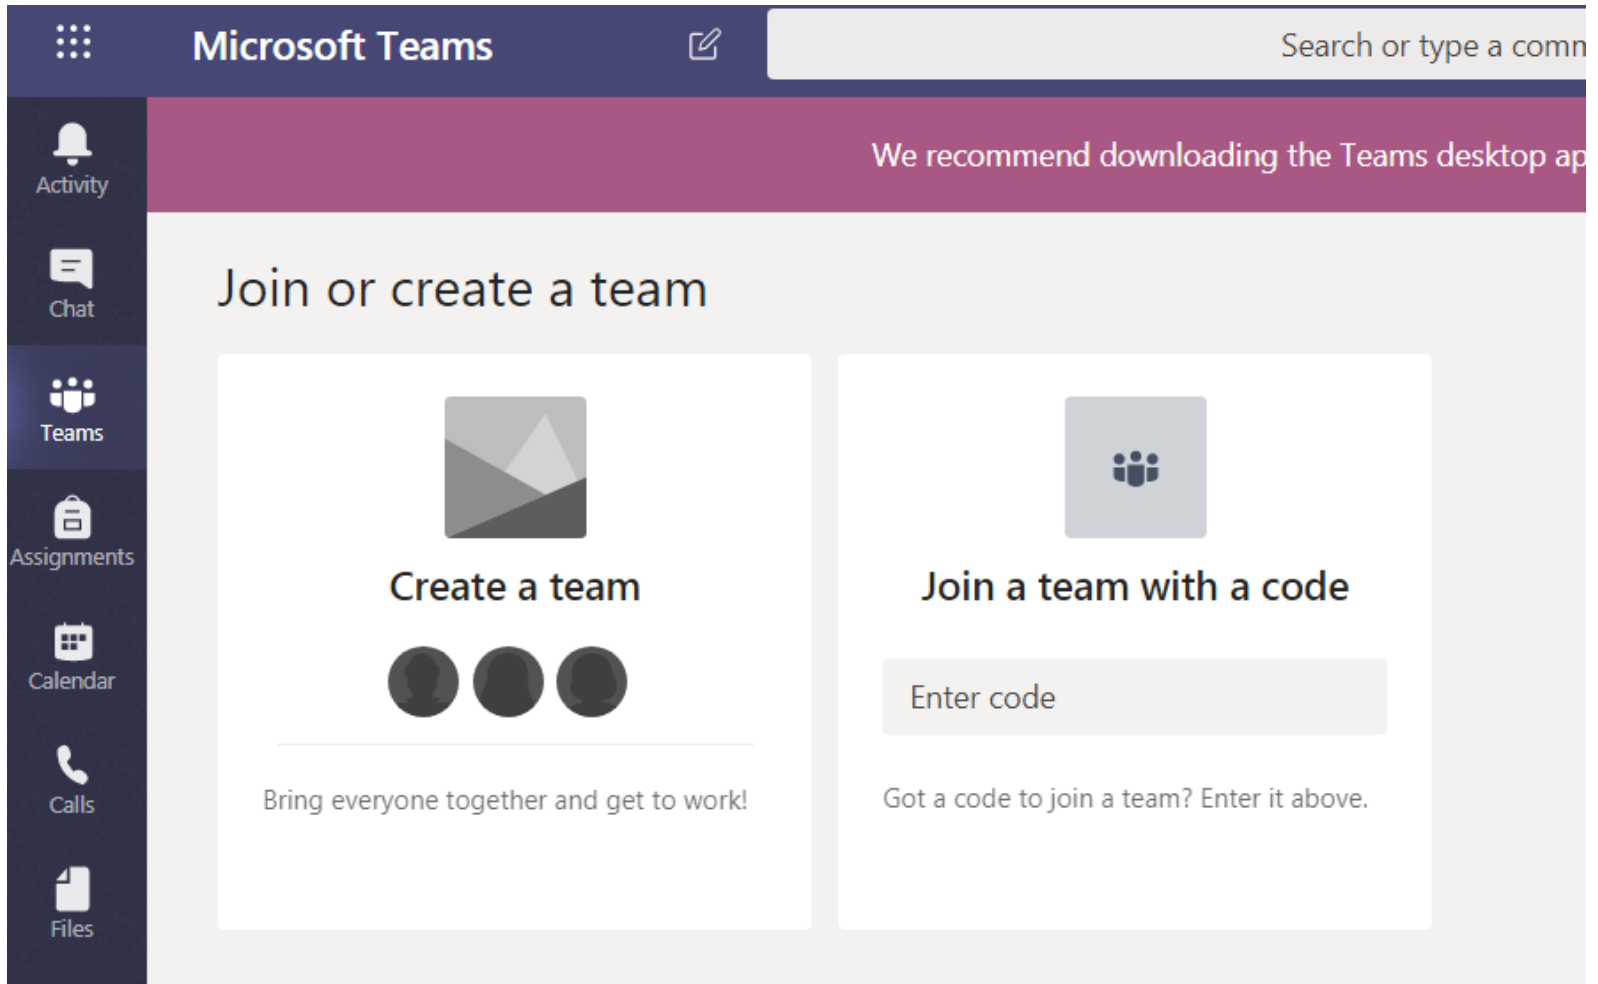 Microsoft Teams
Search or type a comm
We recommend downloading the Teams desktop ap
Activity
Chat
Teams
Assignments
Calendar
Calls
Files
Join or create a team
Create a team
Bring everyone together and get to work!
Join a team with a code
Enter code
Got a code to join a team? Enter it above.